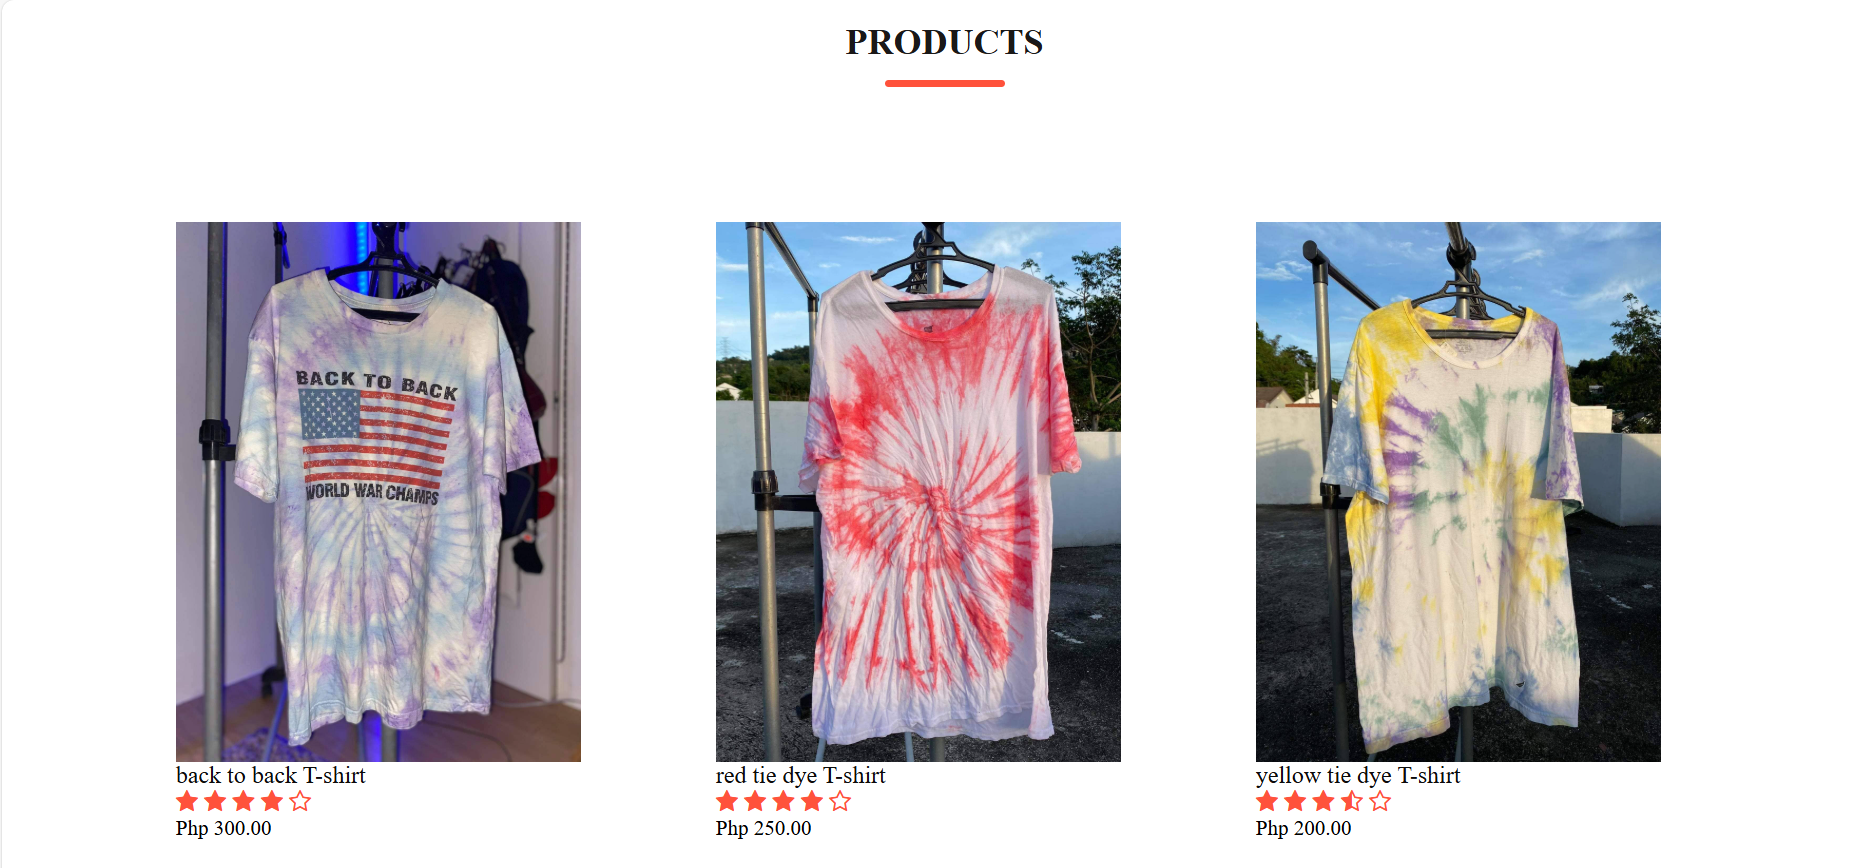 PRODUCTS
BACK TO BACK
WORLD WAR CHAMPS
back to back T-shirt
Php 300.00
red tie dye T-shirt
Php 250.00
yellow tie dye T-shirt
Php 200.00